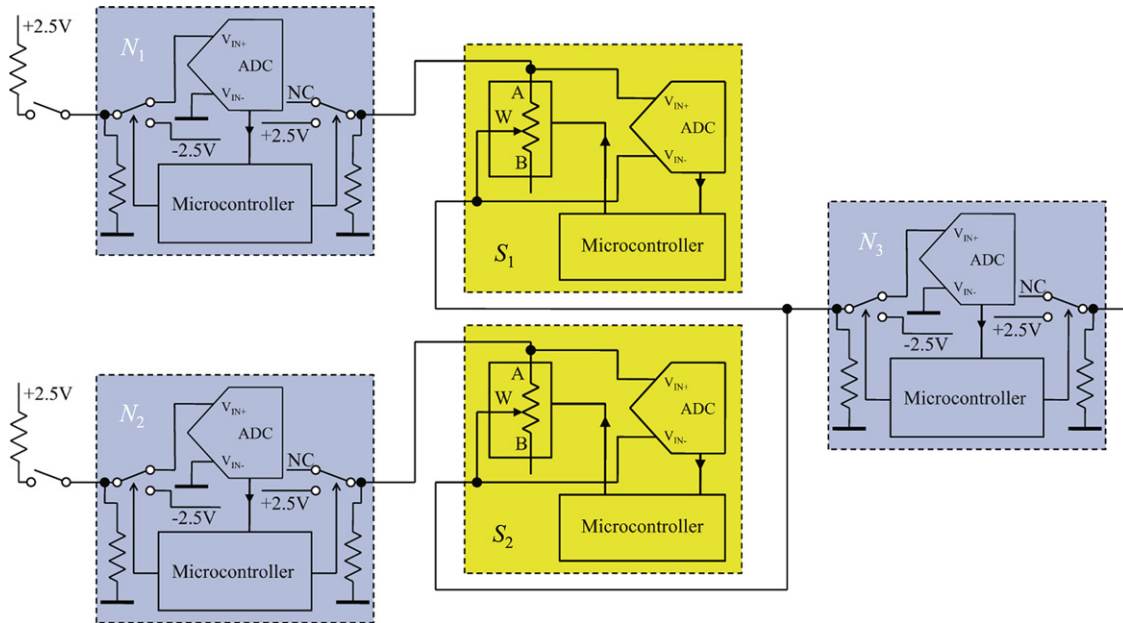 +2.5V
N1
VIN+
ADC
VIN-
NC
-2.5V
+2.5V
Microcontroller
A
W
B
VIN+
ADC
VIN-
S1
Microcontroller
N3
VIN+
ADC
VIN-
NC
-2.5V
+2.5V
Microcontroller
+2.5V
N2
VIN+
ADC
VIN-
NC
-2.5V
+2.5V
Microcontroller
A
W
B
VIN+
ADC
VIN-
S2
Microcontroller